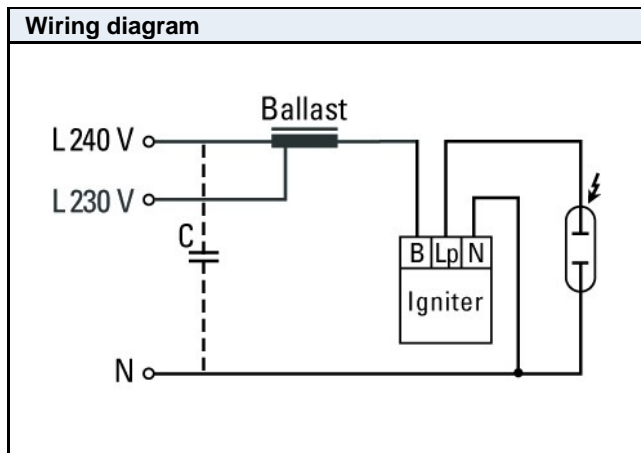 Wiring diagram
Ballast
L 240 V
L 230 V
C
B Lp N
Igniter
N